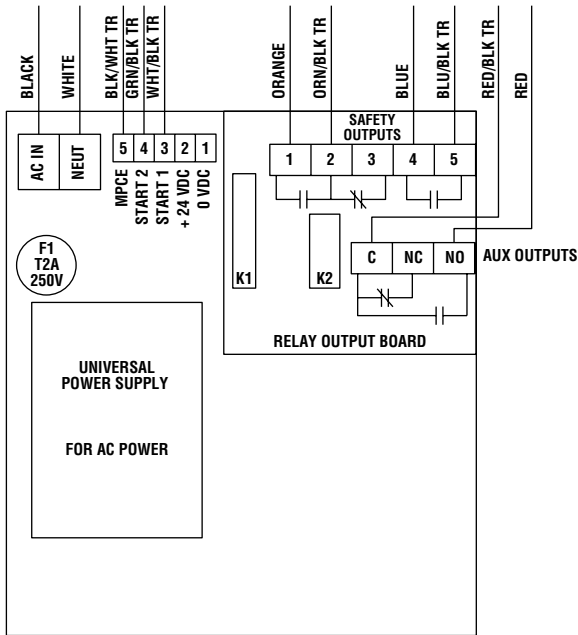 BLACK
WHITE
BLK/WHT TR
GRN/BLK TR
WHT/BLK TR
ORANGE
ORN/BLK TR
BLUE
BLU/BLK TR
RED/BLK TR
RED
AC IN
NEUT
5 4 3 2 1
MPCE
START 2
START 1
+ 24 VDC
0 VDC
SAFETY
OUTPUTS
1 2 3 4 5
K1
K2
C NC NO
AUX OUTPUTS
F1
T2A
250V
RELAY OUTPUT BOARD
UNIVERSAL
POWER SUPPLY
FOR AC POWER